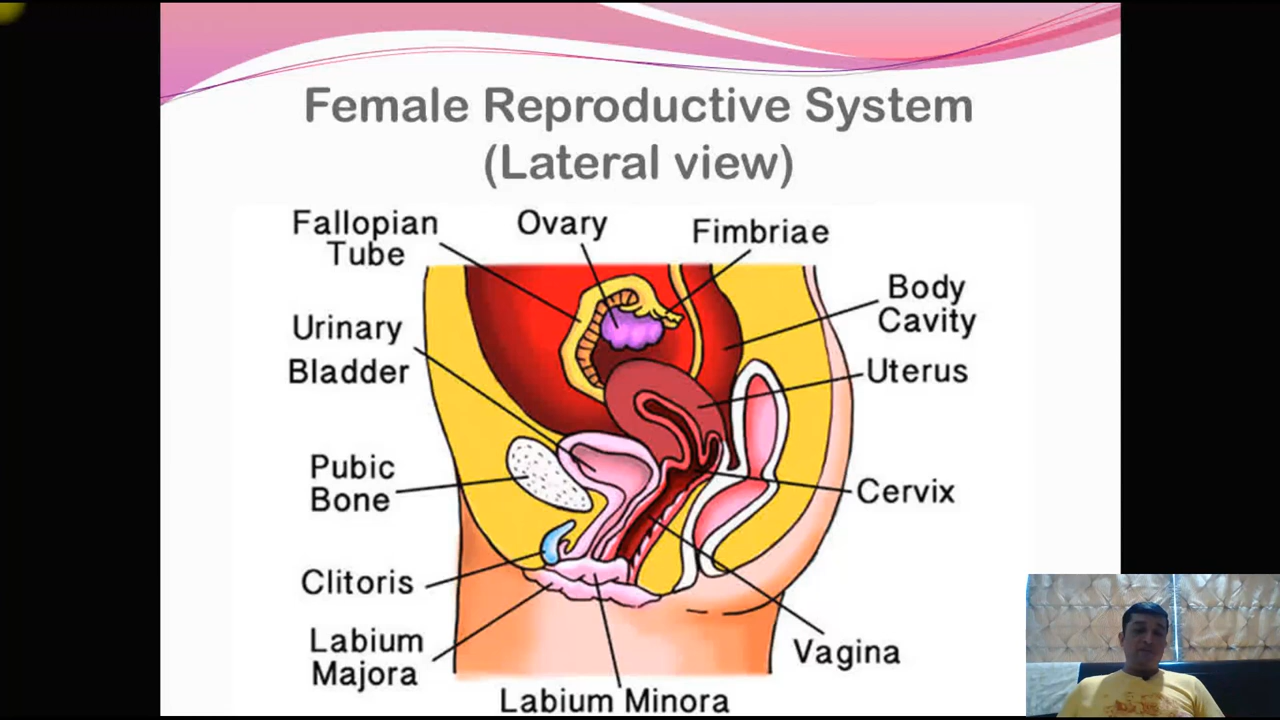 Female Reproductive System
(Lateral view)
Fallopian
Tube
Ovary
Fimbriae
Body
Cavity
Urinary
Bladder
Uterus
Pubic
Bone
Cervix
Clitoris
Labium
Majora
Vagina
Labium Minora